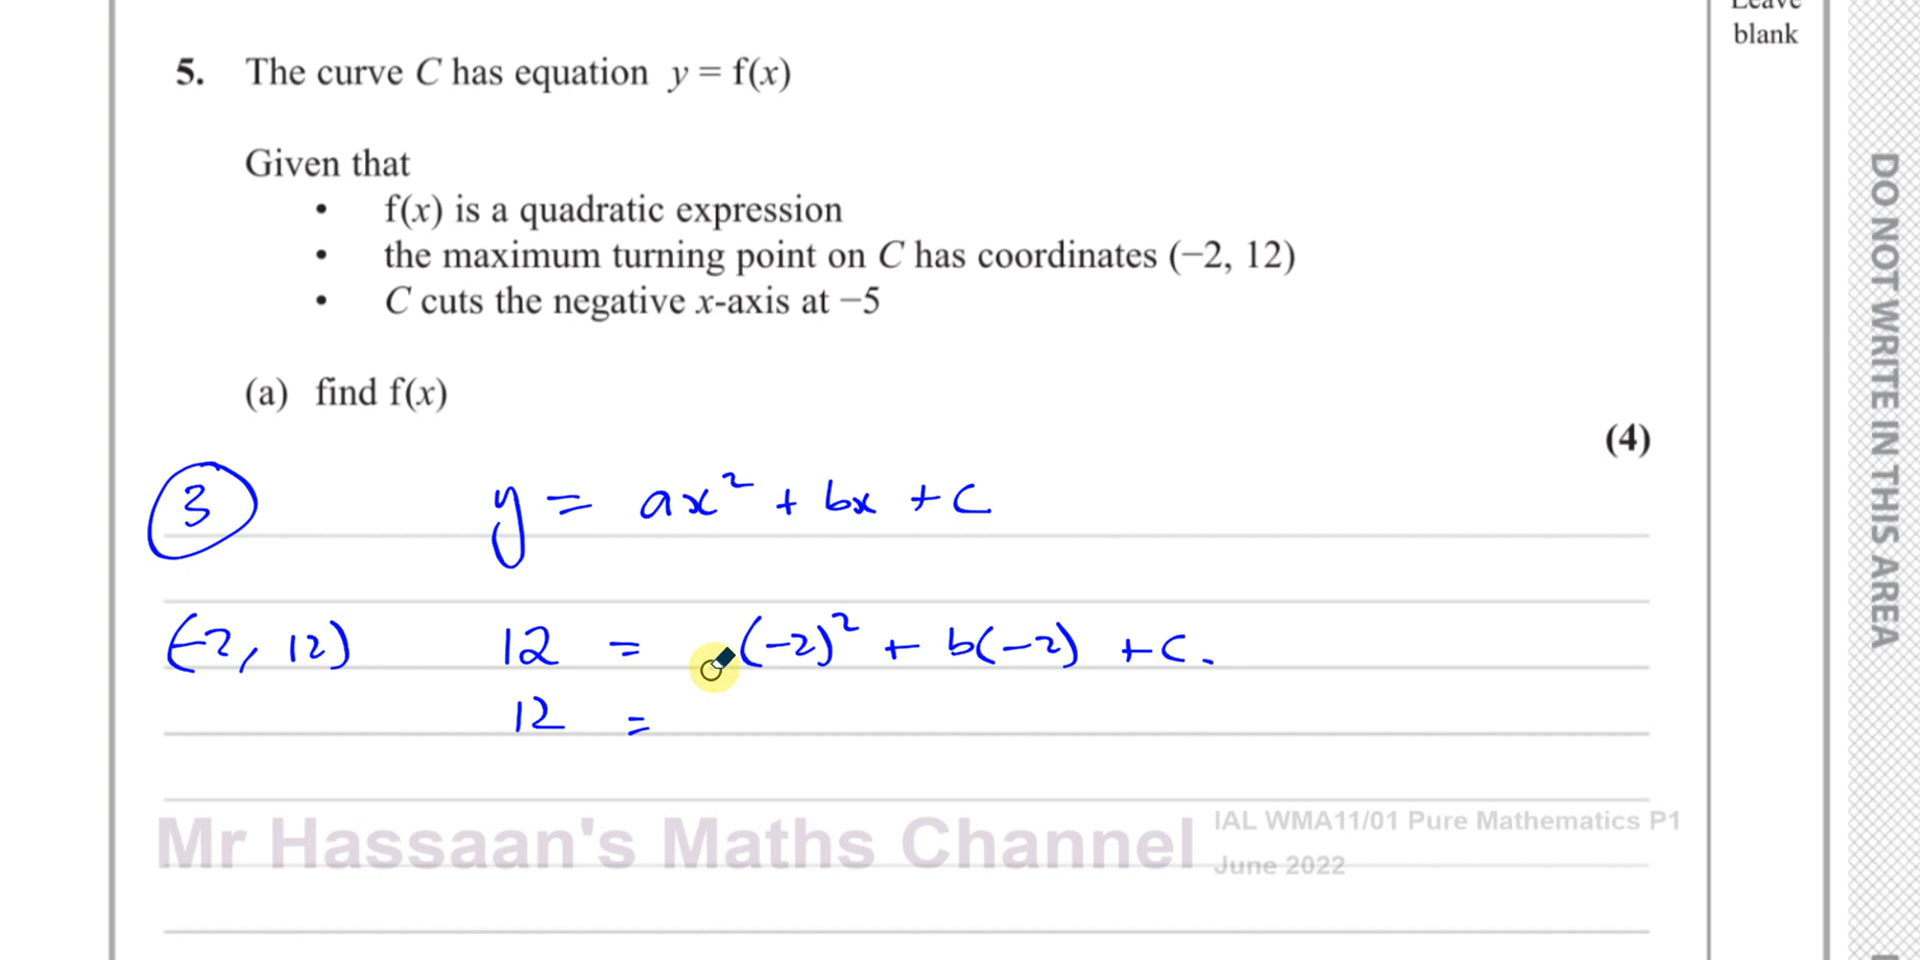 Leave
blank
5. The curve C has equation y = f(x)
Given that
• f(x) is a quadratic expression
• the maximum turning point on C has coordinates (−2, 12)
• C cuts the negative x-axis at −5
(a) find f(x)
(4)
3 y = ax² + bx + c
(−2, 12) 12 = (−2)² + b(−2) + c.
12 =
Mr Hassaan's Maths Channel
IAL WMA11/01 Pure Mathematics P1
June 2022
DO NOT WRITE IN THIS AREA